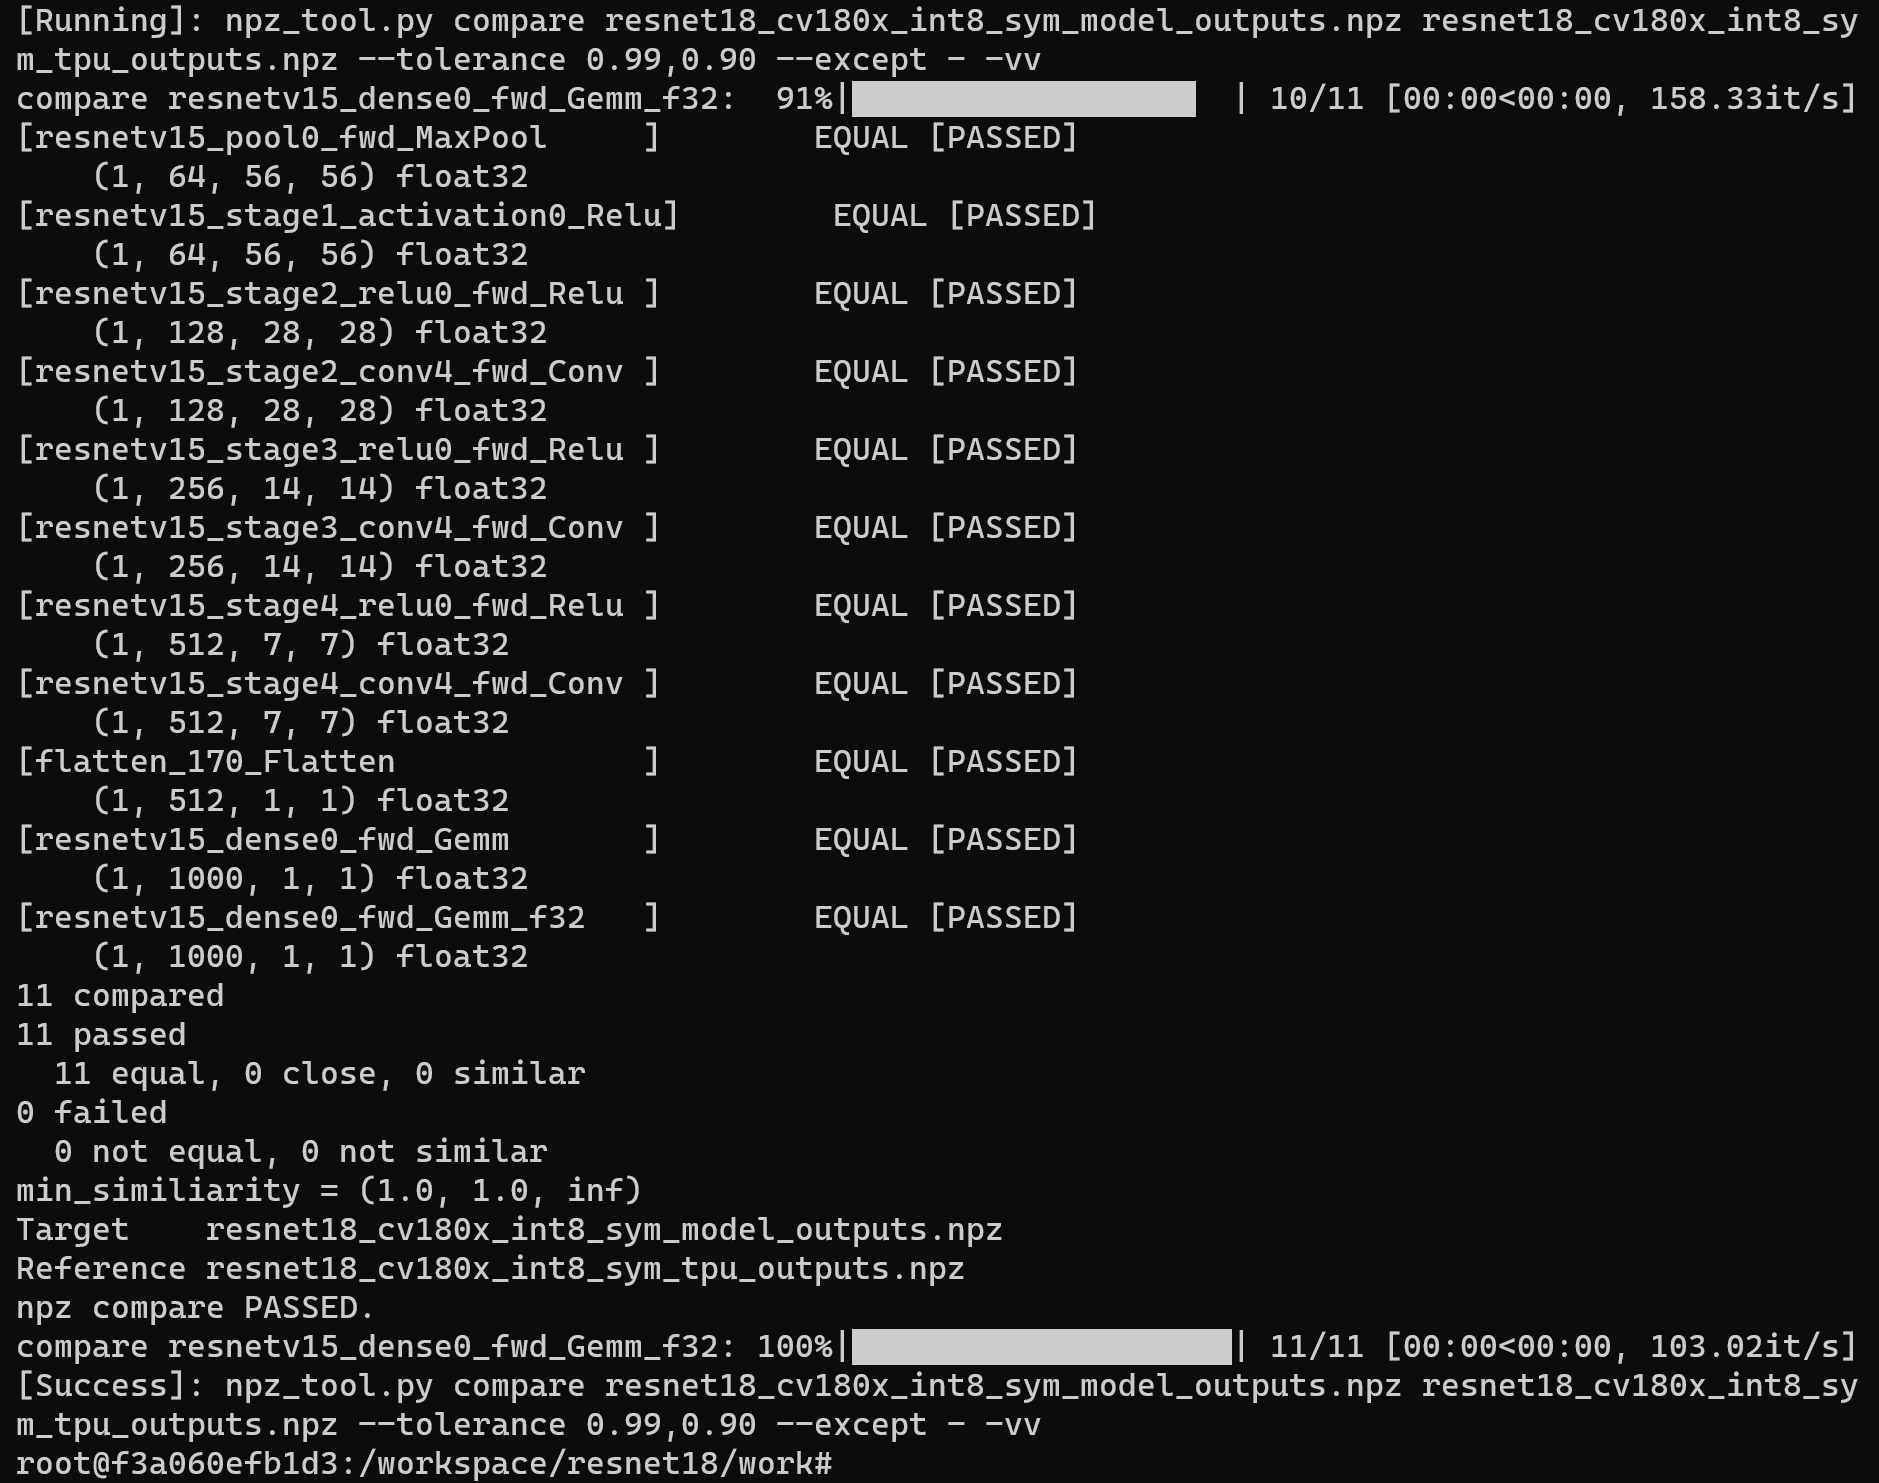 [Running]: npz_tool.py compare resnet18_cv180x_int8_sym_model_outputs.npz resnet18_cv180x_int8_sy
m_tpu_outputs.npz --tolerance 0.99,0.90 --except - -vv
compare resnetv15_dense0_fwd_Gemm_f32:  91%|██████████████████  | 10/11 [00:00<00:00, 158.33it/s]
[resnetv15_pool0_fwd_MaxPool     ]        EQUAL [PASSED]
    (1, 64, 56, 56) float32
[resnetv15_stage1_activation0_Relu]        EQUAL [PASSED]
    (1, 64, 56, 56) float32
[resnetv15_stage2_relu0_fwd_Relu ]        EQUAL [PASSED]
    (1, 128, 28, 28) float32
[resnetv15_stage2_conv4_fwd_Conv ]        EQUAL [PASSED]
    (1, 128, 28, 28) float32
[resnetv15_stage3_relu0_fwd_Relu ]        EQUAL [PASSED]
    (1, 256, 14, 14) float32
[resnetv15_stage3_conv4_fwd_Conv ]        EQUAL [PASSED]
    (1, 256, 14, 14) float32
[resnetv15_stage4_relu0_fwd_Relu ]        EQUAL [PASSED]
    (1, 512, 7, 7) float32
[resnetv15_stage4_conv4_fwd_Conv ]        EQUAL [PASSED]
    (1, 512, 7, 7) float32
[flatten_170_Flatten             ]        EQUAL [PASSED]
    (1, 512, 1, 1) float32
[resnetv15_dense0_fwd_Gemm       ]        EQUAL [PASSED]
    (1, 1000, 1, 1) float32
[resnetv15_dense0_fwd_Gemm_f32   ]        EQUAL [PASSED]
    (1, 1000, 1, 1) float32
11 compared
11 passed
  11 equal, 0 close, 0 similar
0 failed
  0 not equal, 0 not similar
min_similiarity = (1.0, 1.0, inf)
Target    resnet18_cv180x_int8_sym_model_outputs.npz
Reference resnet18_cv180x_int8_sym_tpu_outputs.npz
npz compare PASSED.
compare resnetv15_dense0_fwd_Gemm_f32: 100%|████████████████████| 11/11 [00:00<00:00, 103.02it/s]
[Success]: npz_tool.py compare resnet18_cv180x_int8_sym_model_outputs.npz resnet18_cv180x_int8_sy
m_tpu_outputs.npz --tolerance 0.99,0.90 --except - -vv
root@f3a060efb1d3:/workspace/resnet18/work#